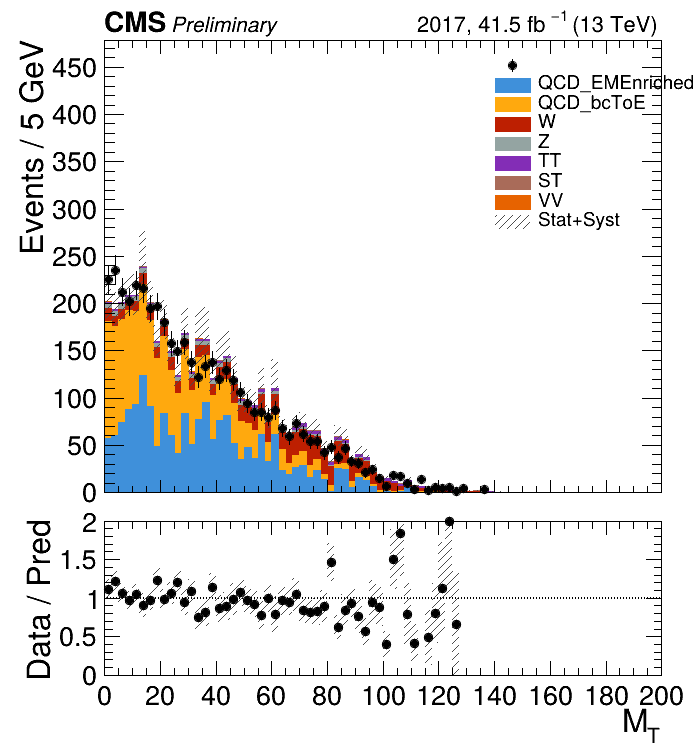 CMS Preliminary 2017, 41.5 fb⁻¹ (13 TeV)
Events / 5 GeV
450
400
350
300
250
200
150
100
50
0
QCD_EMEnriched
QCD_bcToE
W
Z
TT
ST
VV
Stat+Syst
Data / Pred
2
1.5
1
0.5
0
0 20 40 60 80 100 120 140 160 180 200
M_T